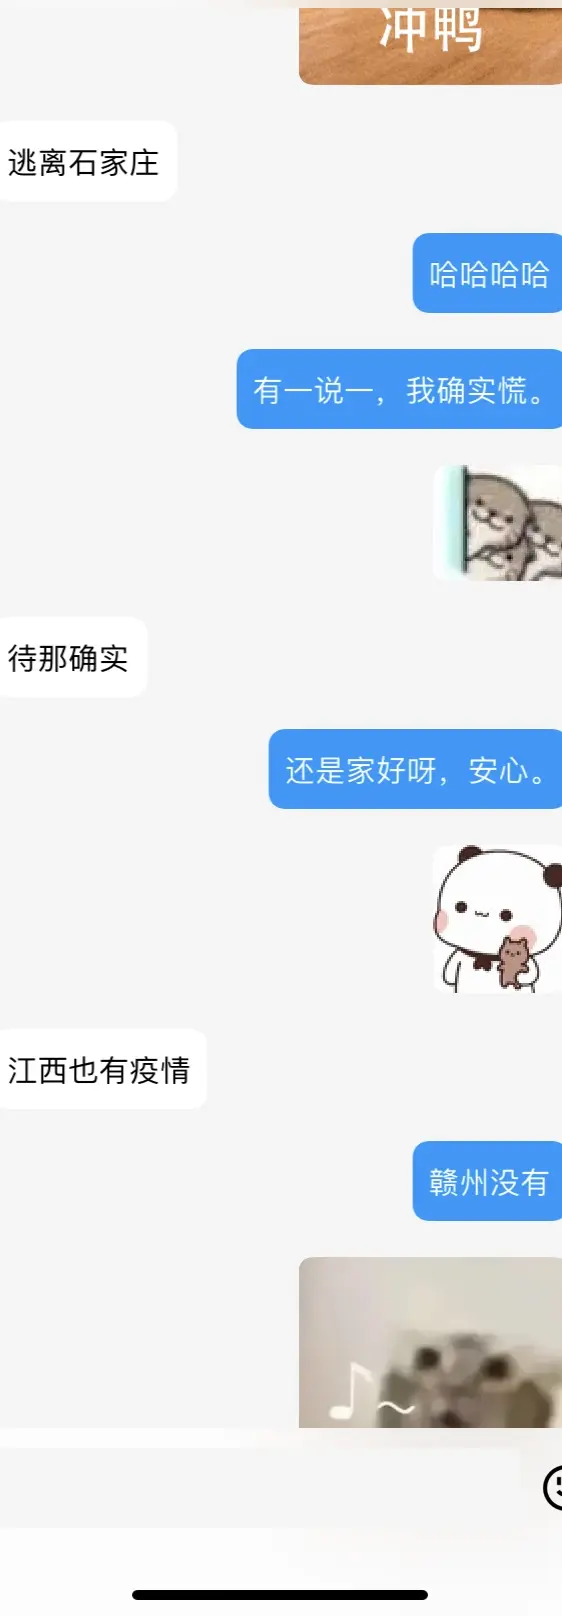 冲鸭
逃离石家庄
哈哈哈哈
有一说一，我确实慌。
待那确实
还是家好呀，安心。
江西也有疫情
赣州没有